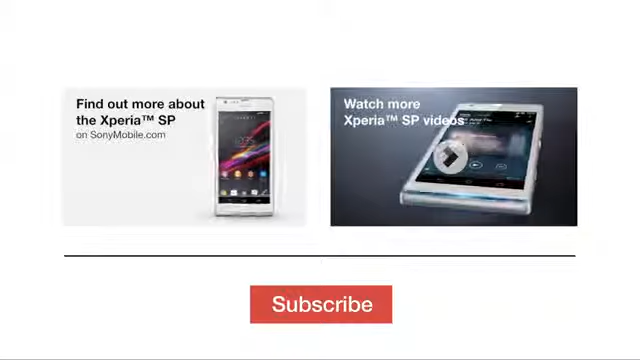 Find out more about
the Xperia™ SP
on SonyMobile.com
Watch more
Xperia™ SP videos
Subscribe